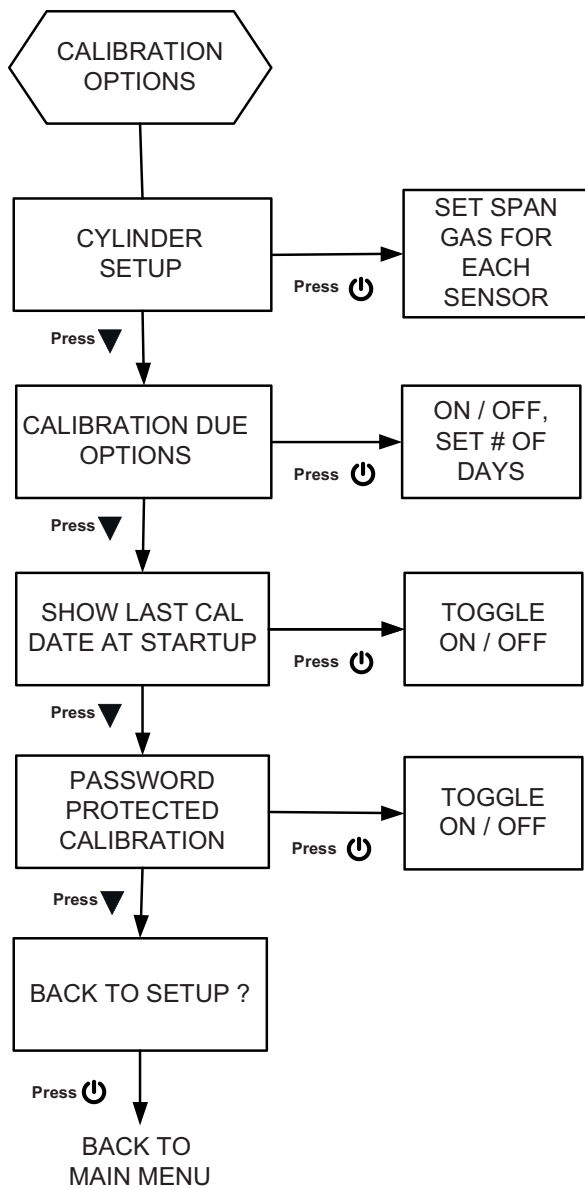 CALIBRATION
OPTIONS
CYLINDER
SETUP
Press
SET SPAN
GAS FOR
EACH
SENSOR
Press
CALIBRATION DUE
OPTIONS
Press
ON / OFF,
SET # OF
DAYS
Press
SHOW LAST CAL
DATE AT STARTUP
Press
TOGGLE
ON / OFF
Press
PASSWORD
PROTECTED
CALIBRATION
Press
TOGGLE
ON / OFF
Press
BACK TO SETUP ?
Press
BACK TO
MAIN MENU